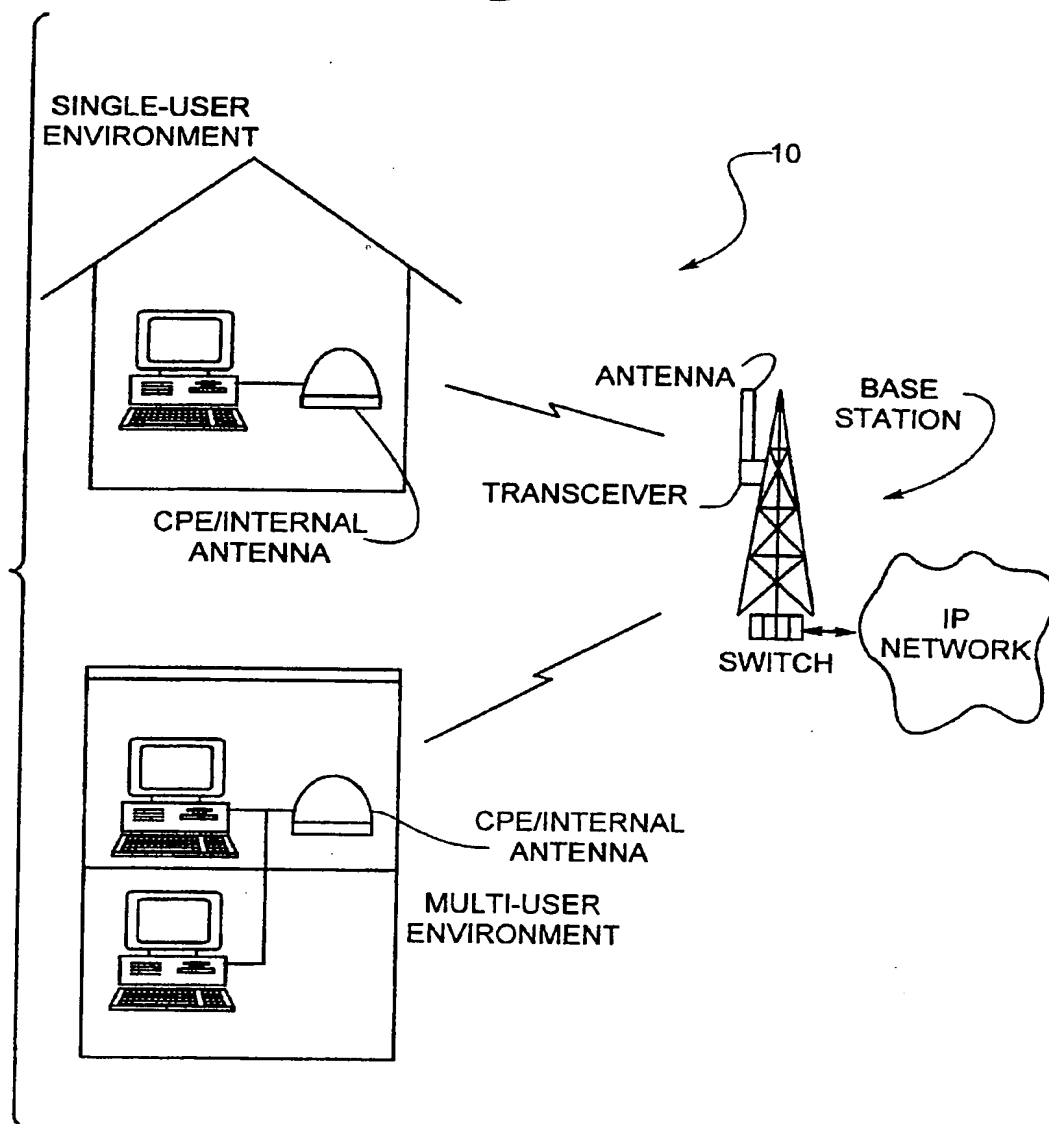 SINGLE-USER
ENVIRONMENT
10
ANTENNA
BASE
STATION
TRANSCEIVER
CPE/INTERNAL
ANTENNA
IP
NETWORK
SWITCH
CPE/INTERNAL
ANTENNA
MULTI-USER
ENVIRONMENT